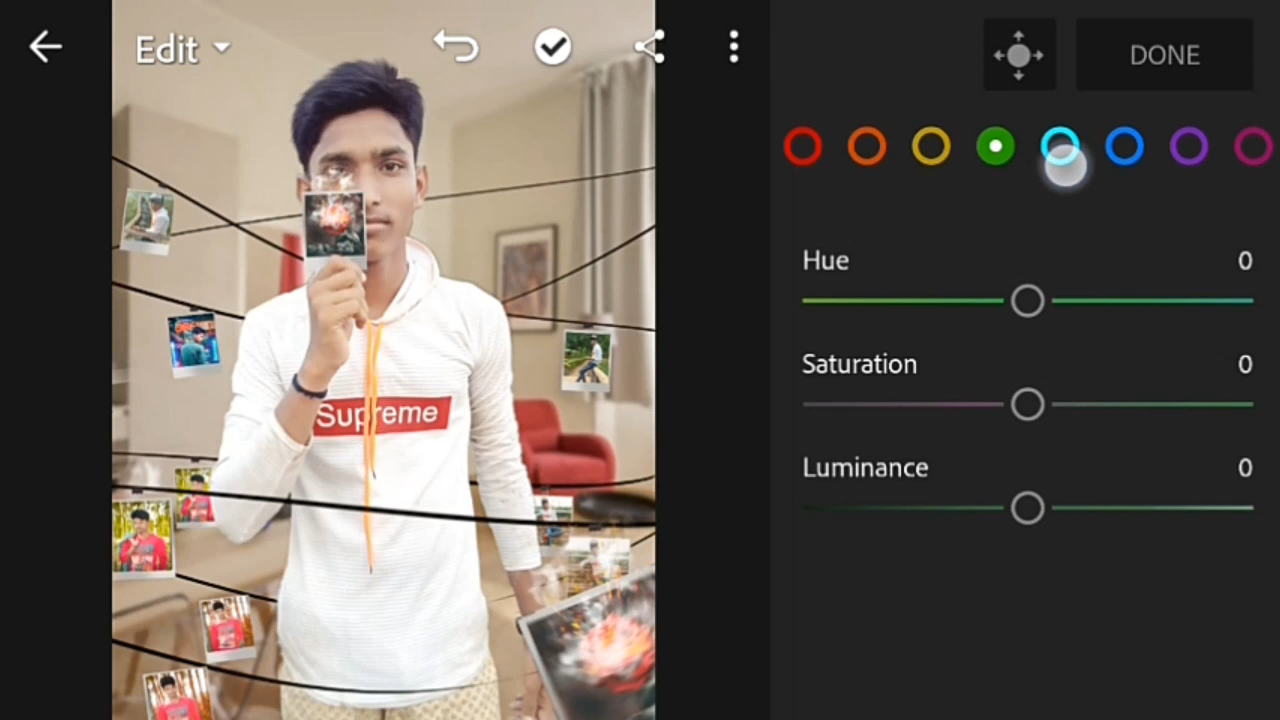 Edit
DONE
Hue 0
Saturation 0
Luminance 0
Supreme